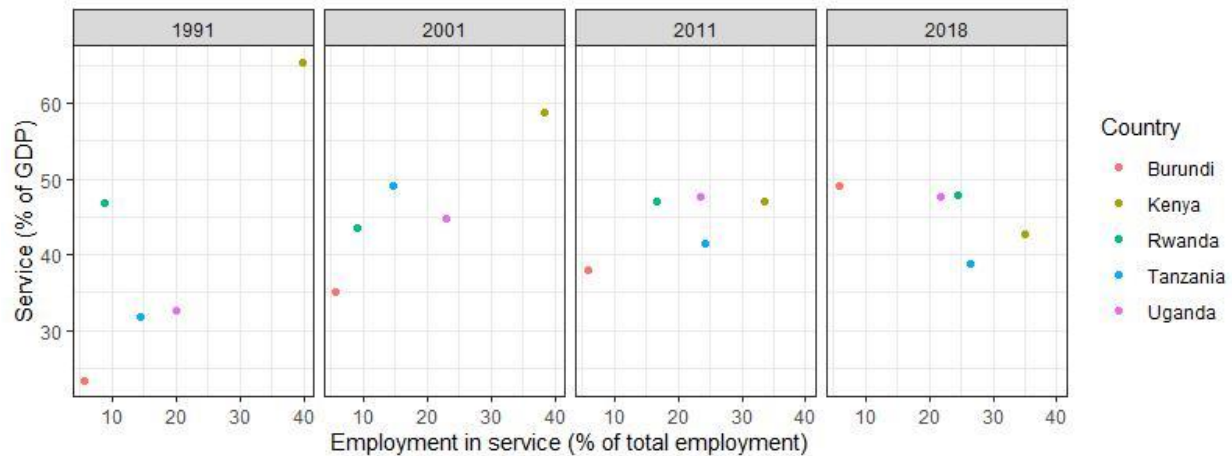 1991 2001 2011 2018
Service (% of GDP)
60
50
40
30
10 20 30 40 10 20 30 40 10 20 30 40 10 20 30 40
Employment in service (% of total employment)
Country
Burundi
Kenya
Rwanda
Tanzania
Uganda